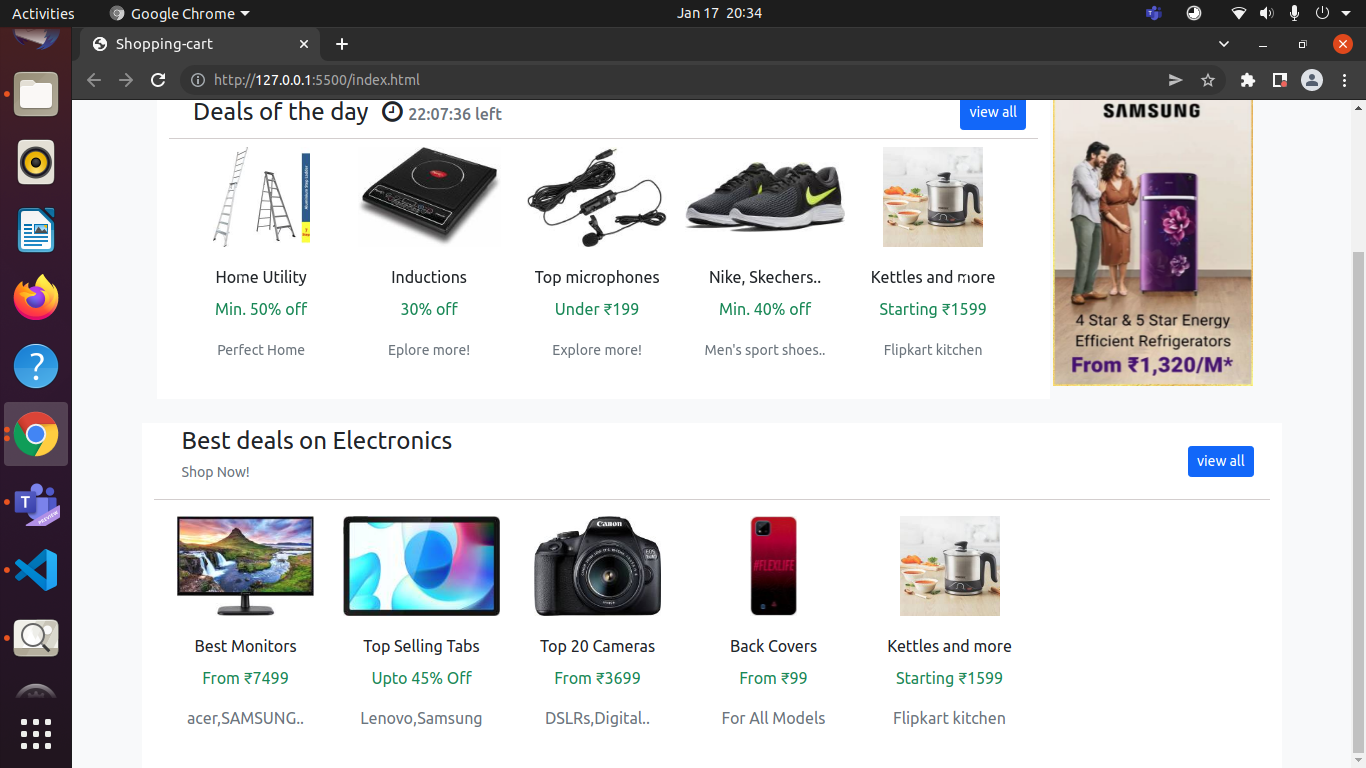 Activities
Google Chrome
Jan 17 20:34
Shopping-cart
http://127.0.0.1:5500/index.html
Deals of the day
22:07:36 left
view all
SAMSUNG
Home Utility
Inductions
Top microphones
Nike, Skechers..
Kettles and more
Min. 50% off
30% off
Under ₹199
Min. 40% off
Starting ₹1599
Perfect Home
Eplore more!
Explore more!
Men's sport shoes..
Flipkart kitchen
4 Star & 5 Star Energy
Efficient Refrigerators
From ₹1,320/M*
Best deals on Electronics
Shop Now!
view all
Canon
#FLEXILIFE
Best Monitors
Top Selling Tabs
Top 20 Cameras
Back Covers
Kettles and more
From ₹7499
Upto 45% Off
From ₹3699
From ₹99
Starting ₹1599
acer,SAMSUNG..
Lenovo,Samsung
DSLRs,Digital..
For All Models
Flipkart kitchen